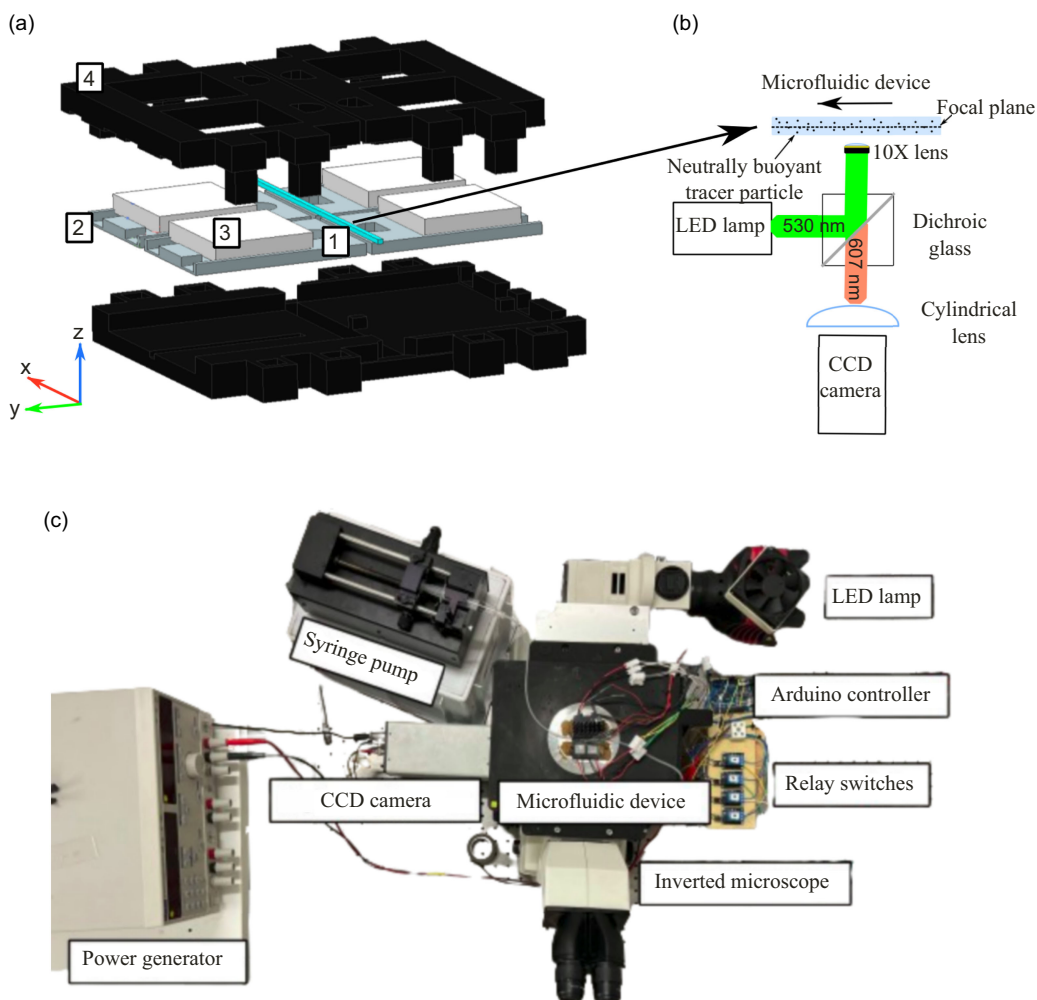 (a)
4
2
3
1
z
x
y
(b)
Microfluidic device
Focal plane
10X lens
Neutrally buoyant
tracer particle
LED lamp
530 nm
Dichroic
glass
607 nm
Cylindrical
lens
CCD
camera
(c)
LED lamp
Syringe pump
Arduino controller
Relay switches
CCD camera
Microfluidic device
Inverted microscope
Power generator